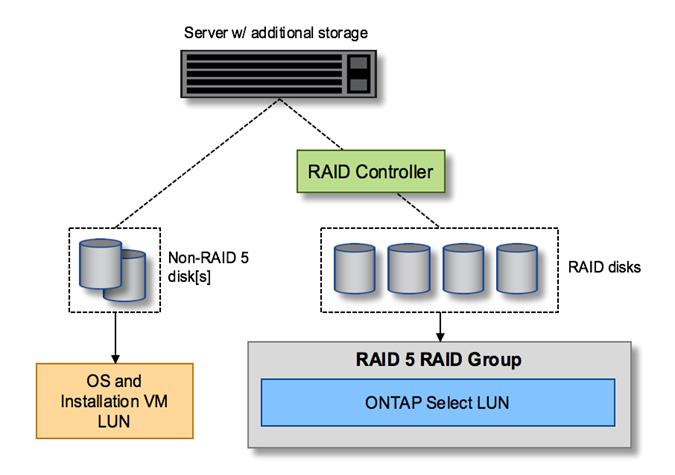 Server w/ additional storage
RAID Controller
Non-RAID 5
disk[s]
RAID disks
OS and
Installation VM
LUN
RAID 5 RAID Group
ONTAP Select LUN